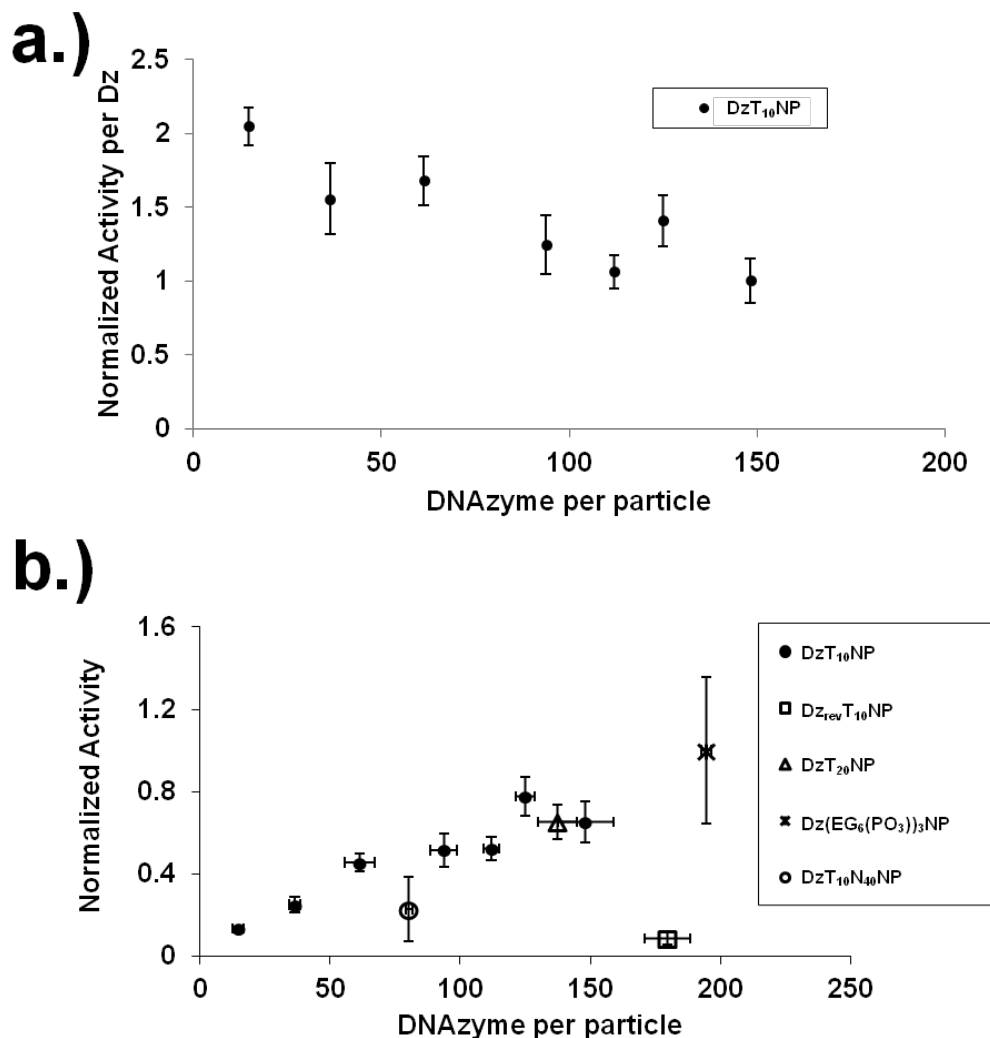 a.)
Normalized Activity per Dz
2.5
2
1.5
1
0.5
0
0 50 100 150 200
DNAzyme per particle
DzT₁₀NP
b.)
Normalized Activity
1.6
1.2
0.8
0.4
0
0 50 100 150 200 250
DNAzyme per particle
DzT₁₀NP
DzᵣₑᵥT₁₀NP
DzT₂₀NP
Dz(EG₆(PO₃))₃NP
DzT₁₀N₄₀NP